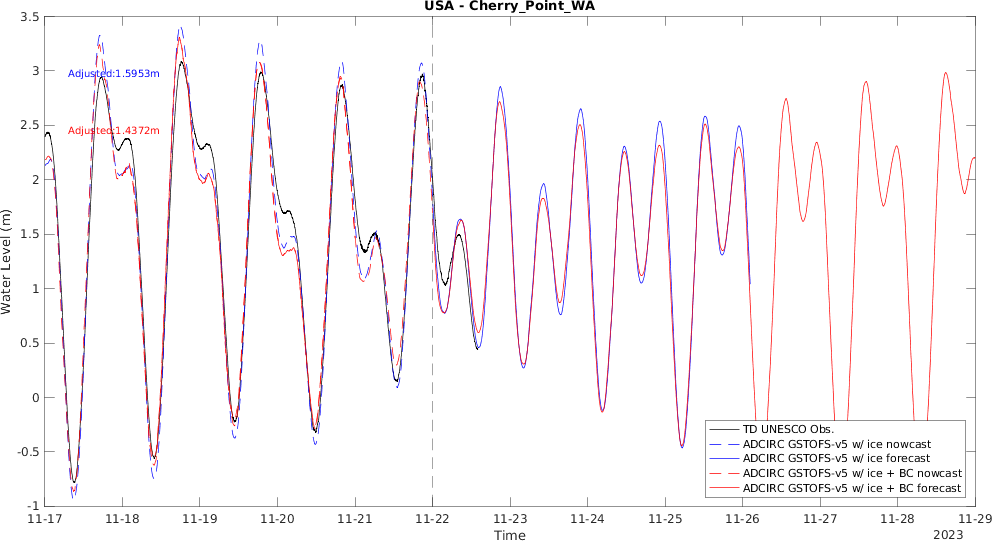 USA - Cherry_Point_WA
3.5
3
2.5
2
1.5
1
0.5
0
-0.5
-1
Water Level (m)
Adjusted:1.5953m
Adjusted:1.4372m
TD UNESCO Obs.
ADCIRC GSTOFS-v5 w/ ice nowcast
ADCIRC GSTOFS-v5 w/ ice forecast
ADCIRC GSTOFS-v5 w/ ice + BC nowcast
ADCIRC GSTOFS-v5 w/ ice + BC forecast
11-17 11-18 11-19 11-20 11-21 11-22 11-23 11-24 11-25 11-26 11-27 11-28 11-29
Time
2023